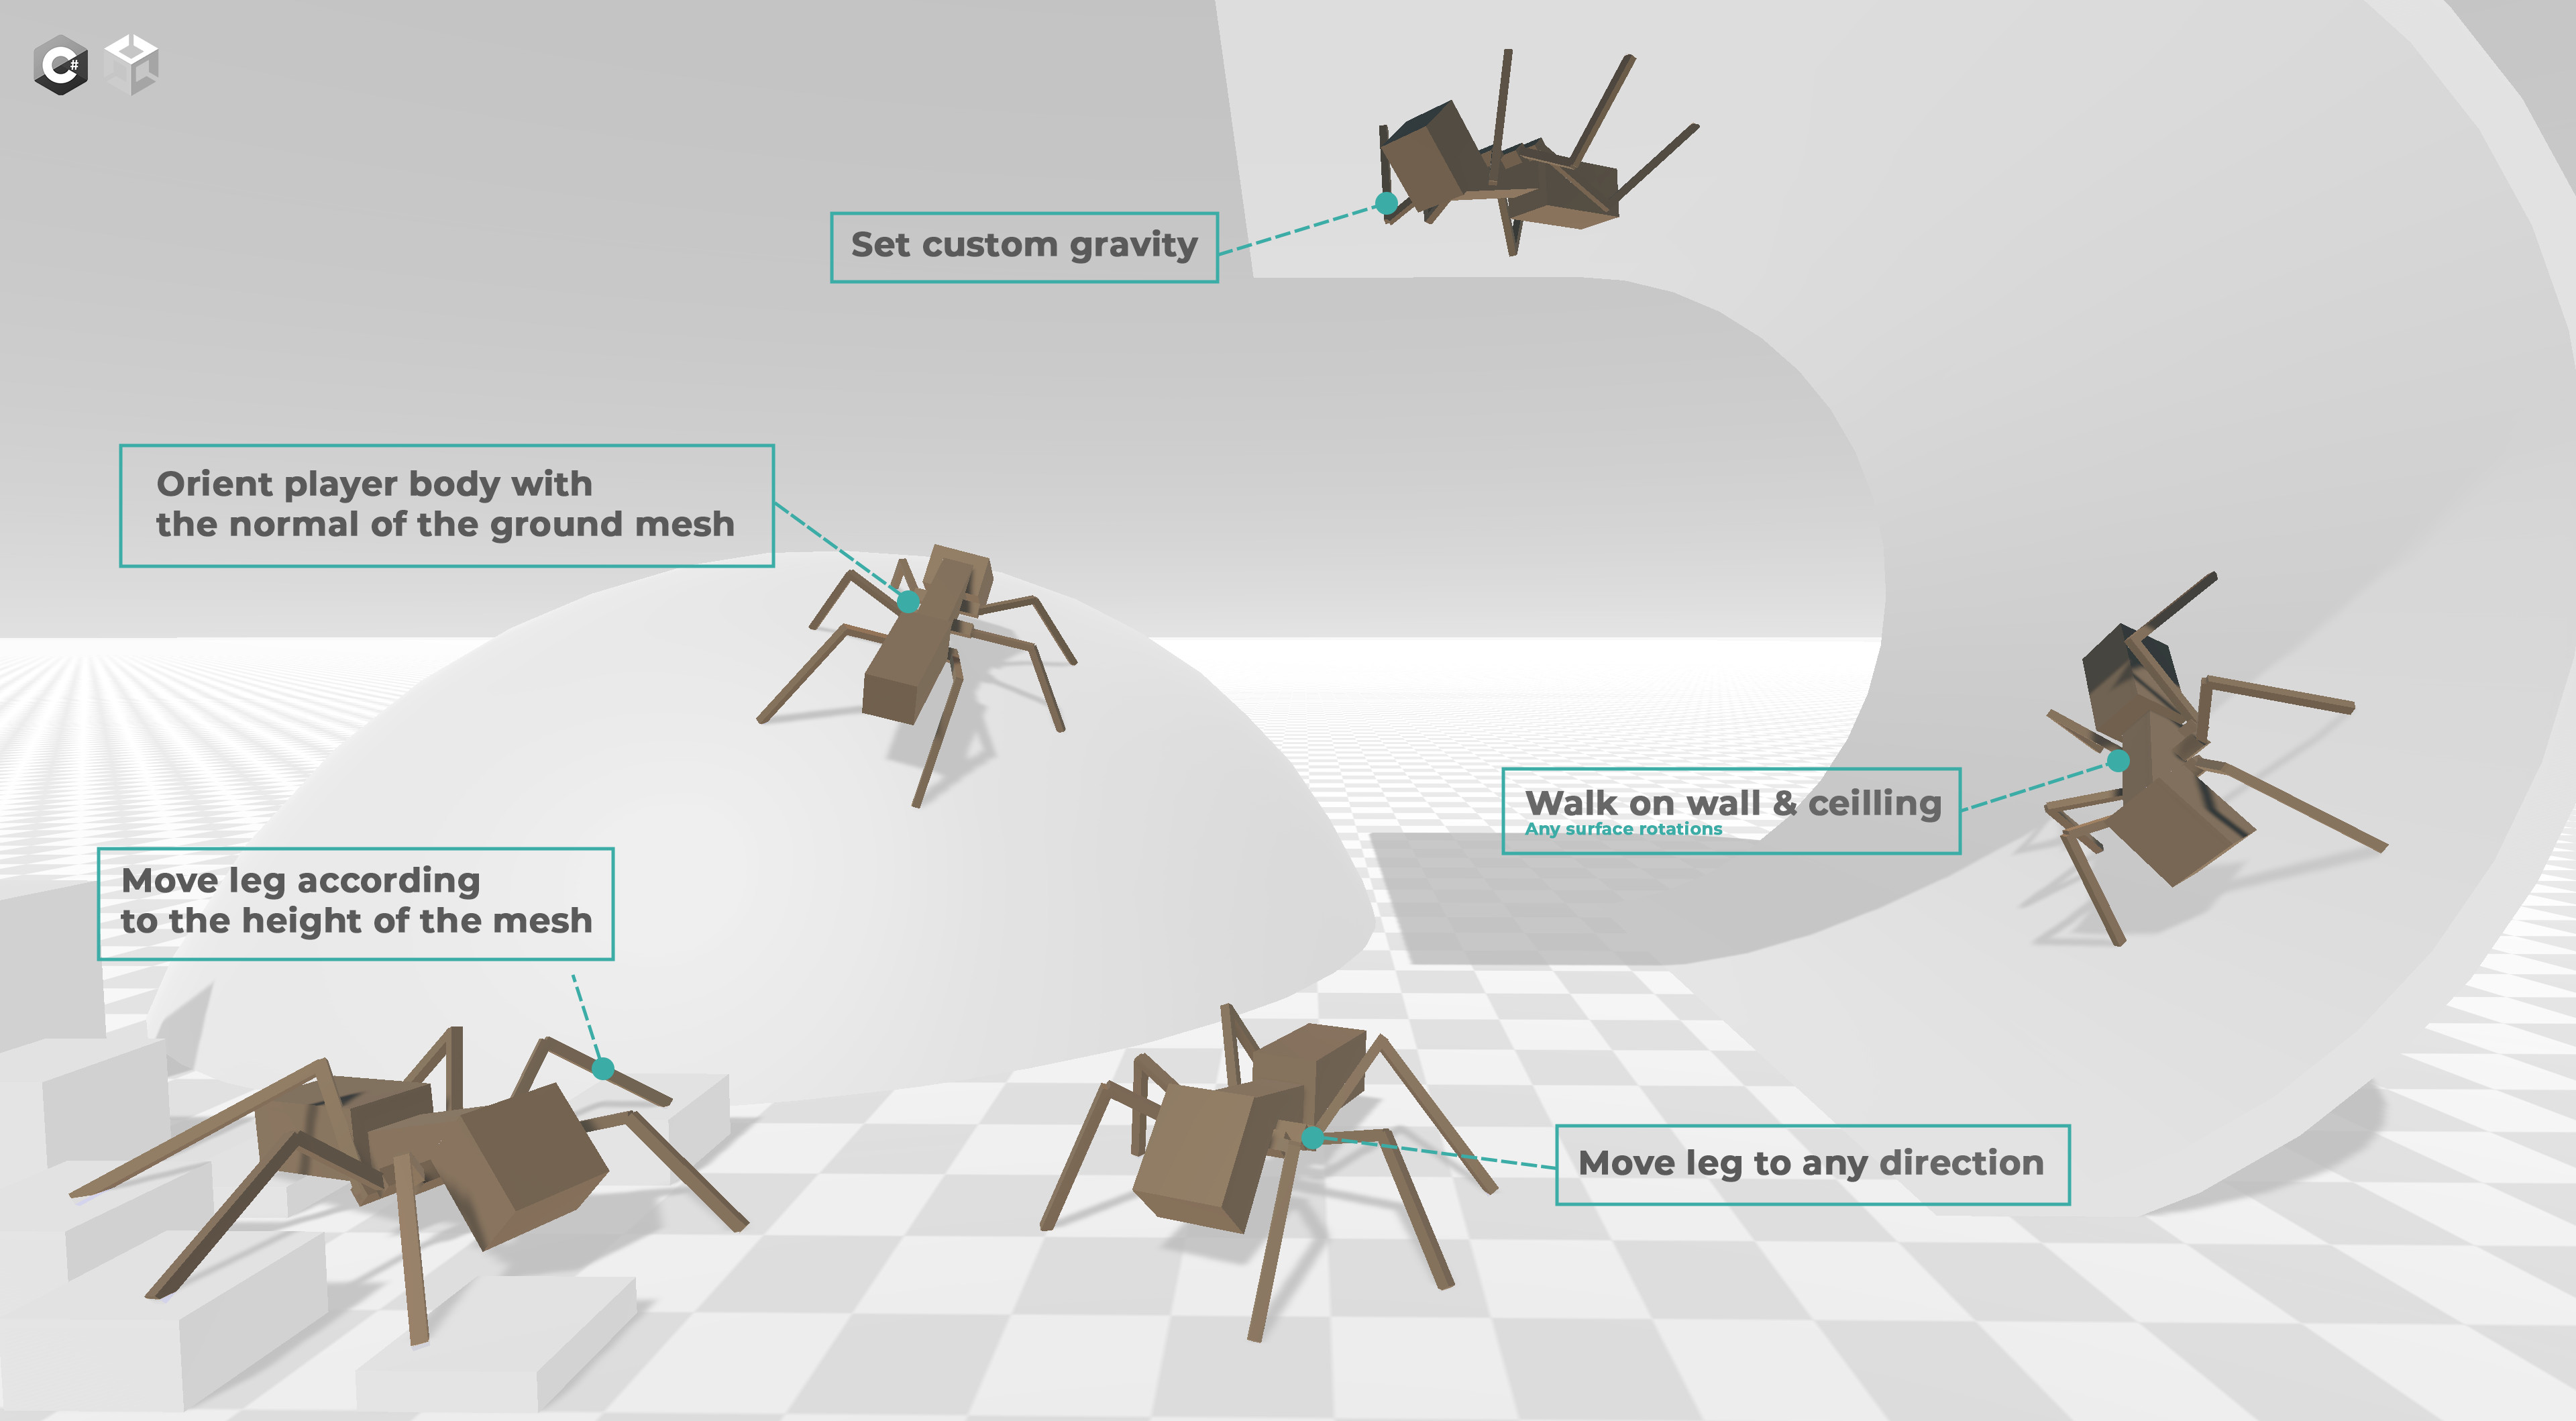 C#
Set custom gravity
Orient player body with
the normal of the ground mesh
Walk on wall & ceilling
Any surface rotations
Move leg according
to the height of the mesh
Move leg to any direction